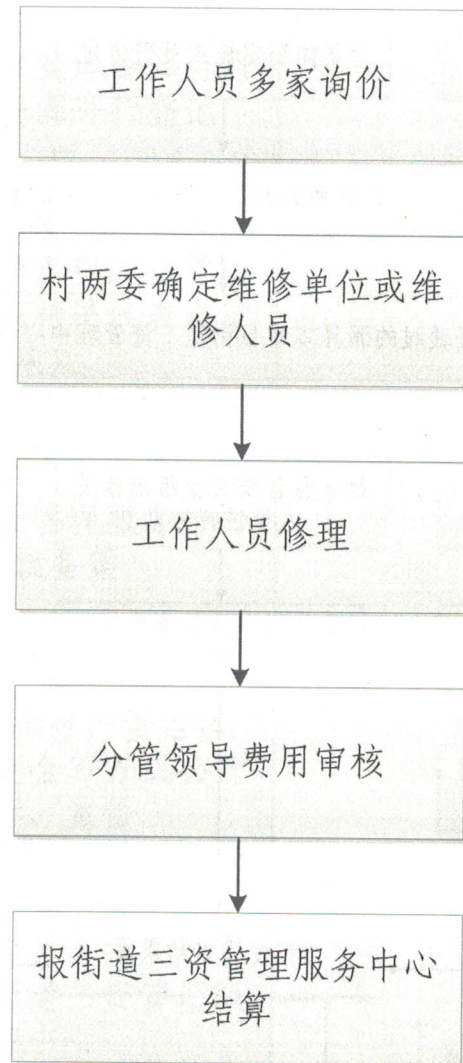 工作人员多家询价
村两委确定维修单位或维
修人员
工作人员修理
分管领导费用审核
报街道三资管理服务中心
结算